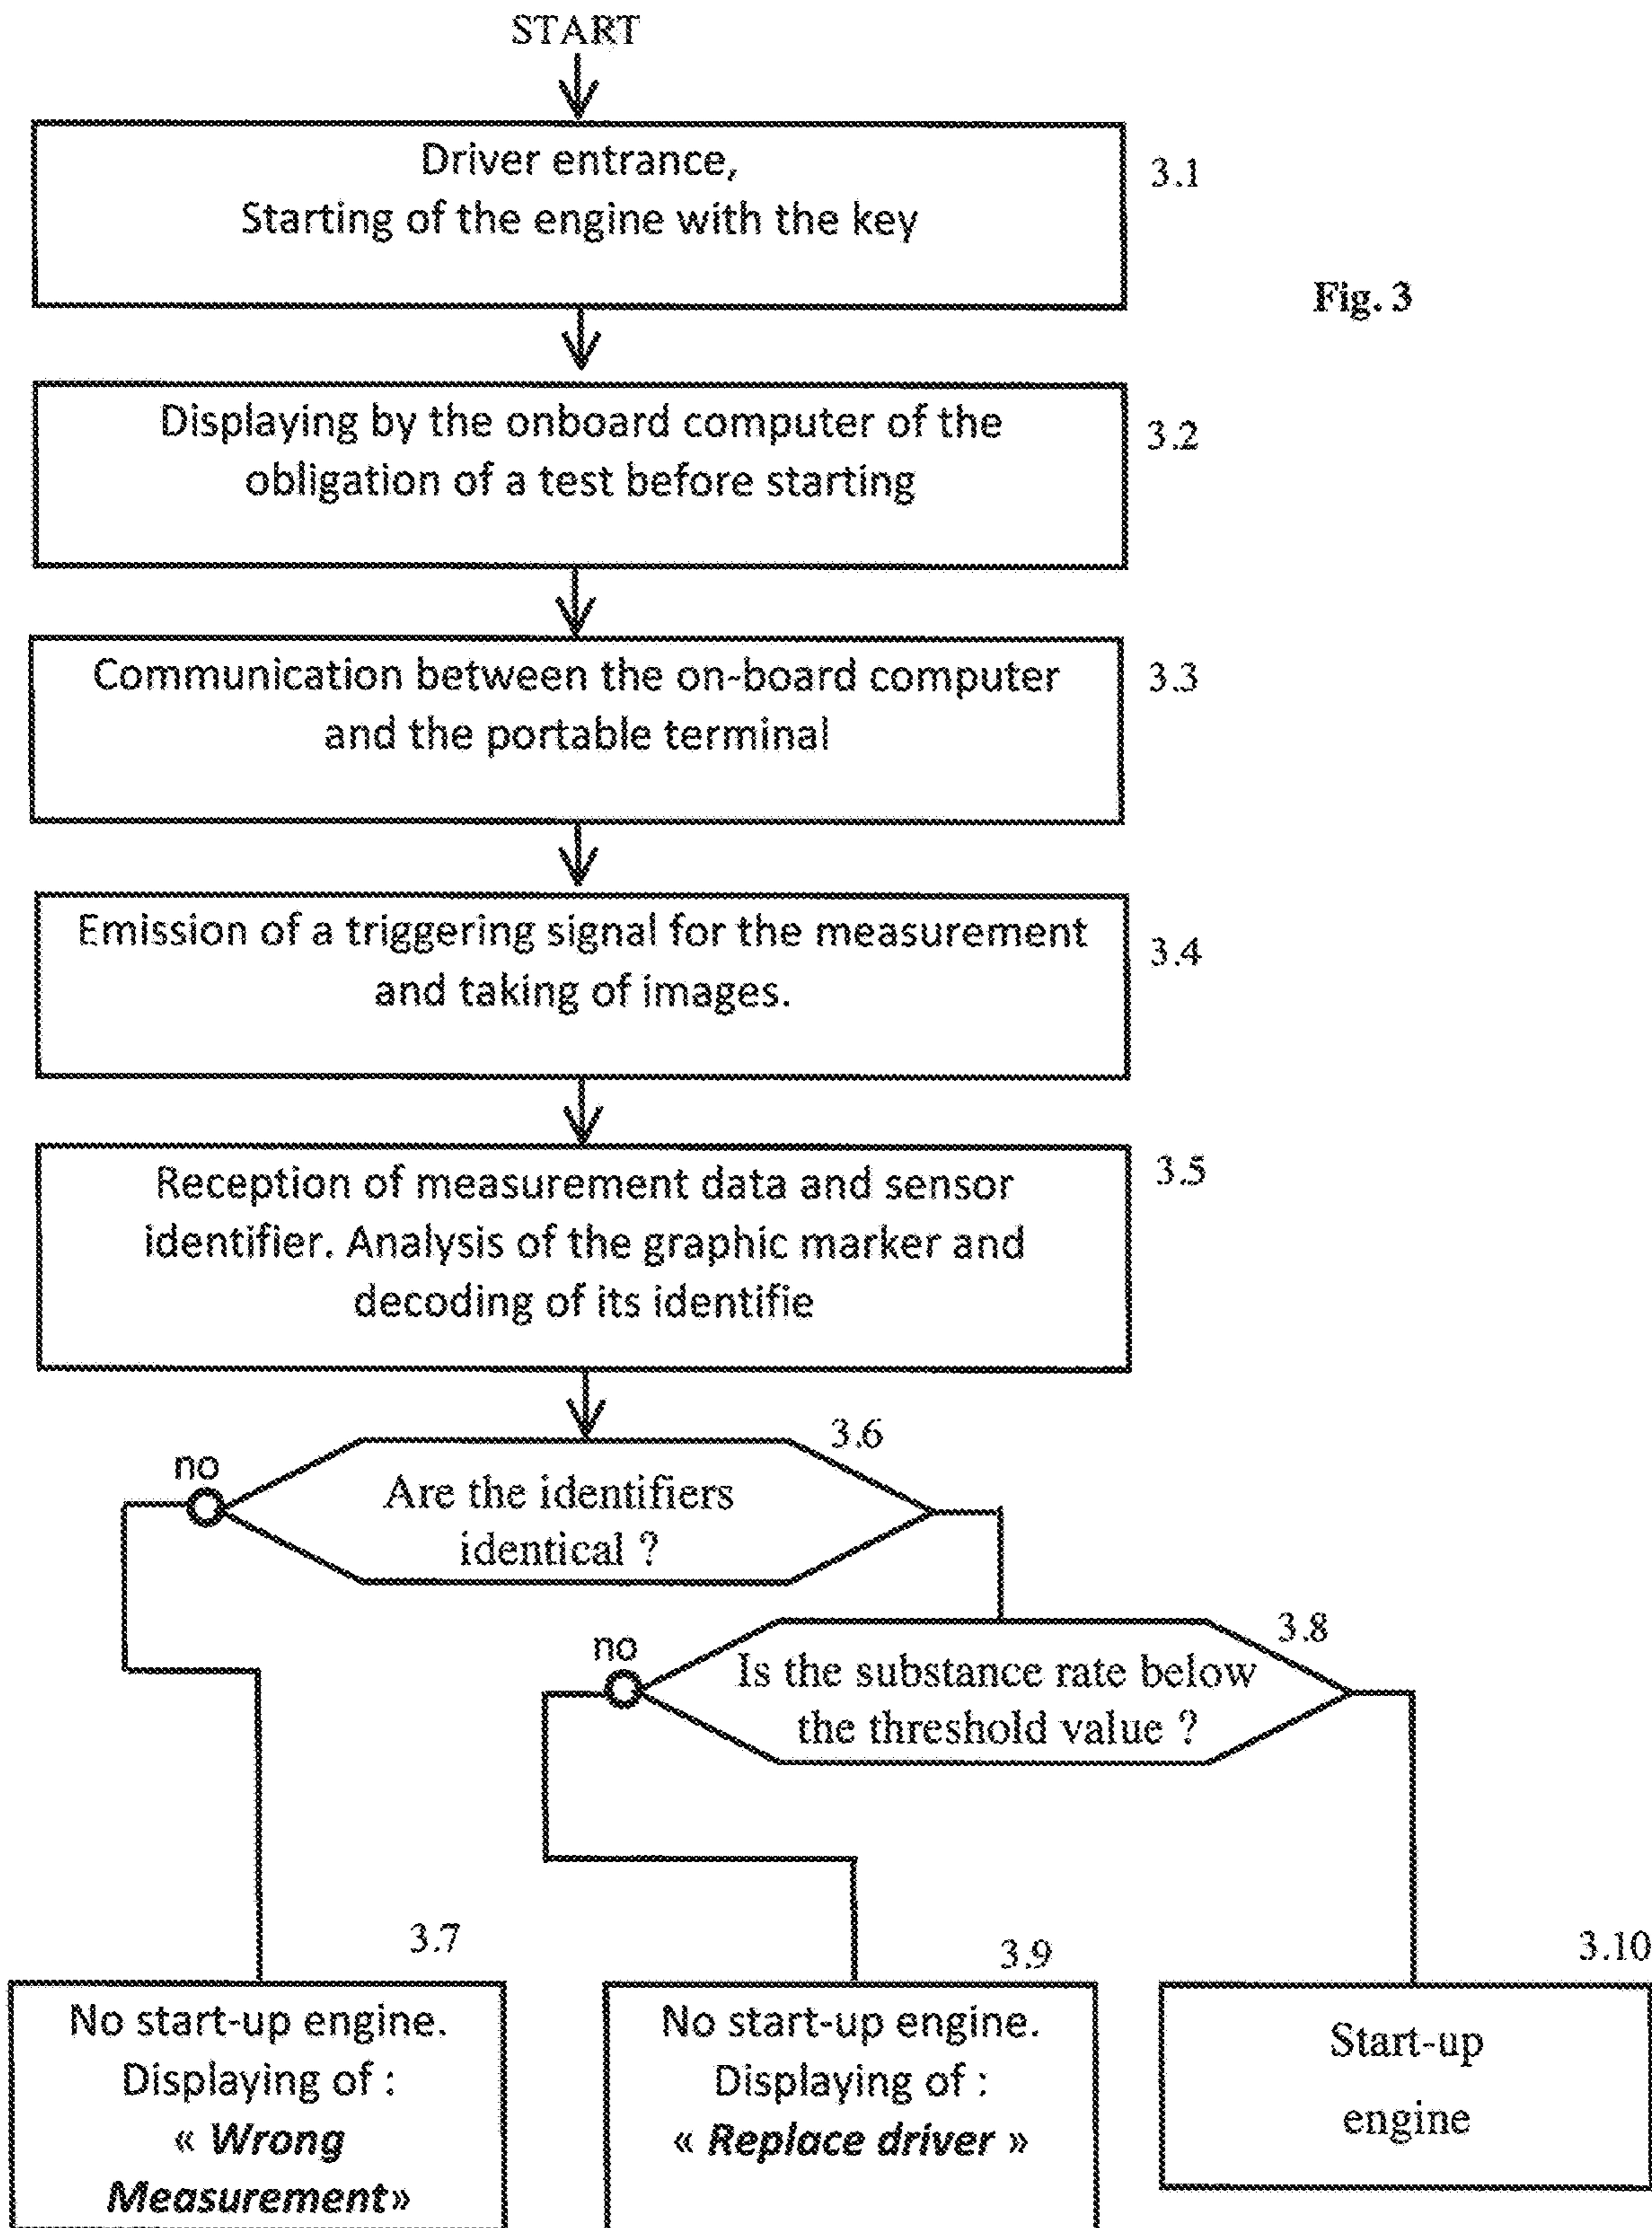 START
Driver entrance,
Starting of the engine with the key
3.1
Fig. 3
Displaying by the onboard computer of the
obligation of a test before starting
3.2
Communication between the on-board computer
and the portable terminal
3.3
Emission of a triggering signal for the measurement
and taking of images.
3.4
Reception of measurement data and sensor
identifier. Analysis of the graphic marker and
decoding of its identifie
3.5
3.6
no
Are the identifiers
identical ?
3.8
no
Is the substance rate below
the threshold value ?
3.7
No start-up engine.
Displaying of :
« Wrong
Measurement»
3.9
No start-up engine.
Displaying of :
« Replace driver »
3.10
Start-up
engine